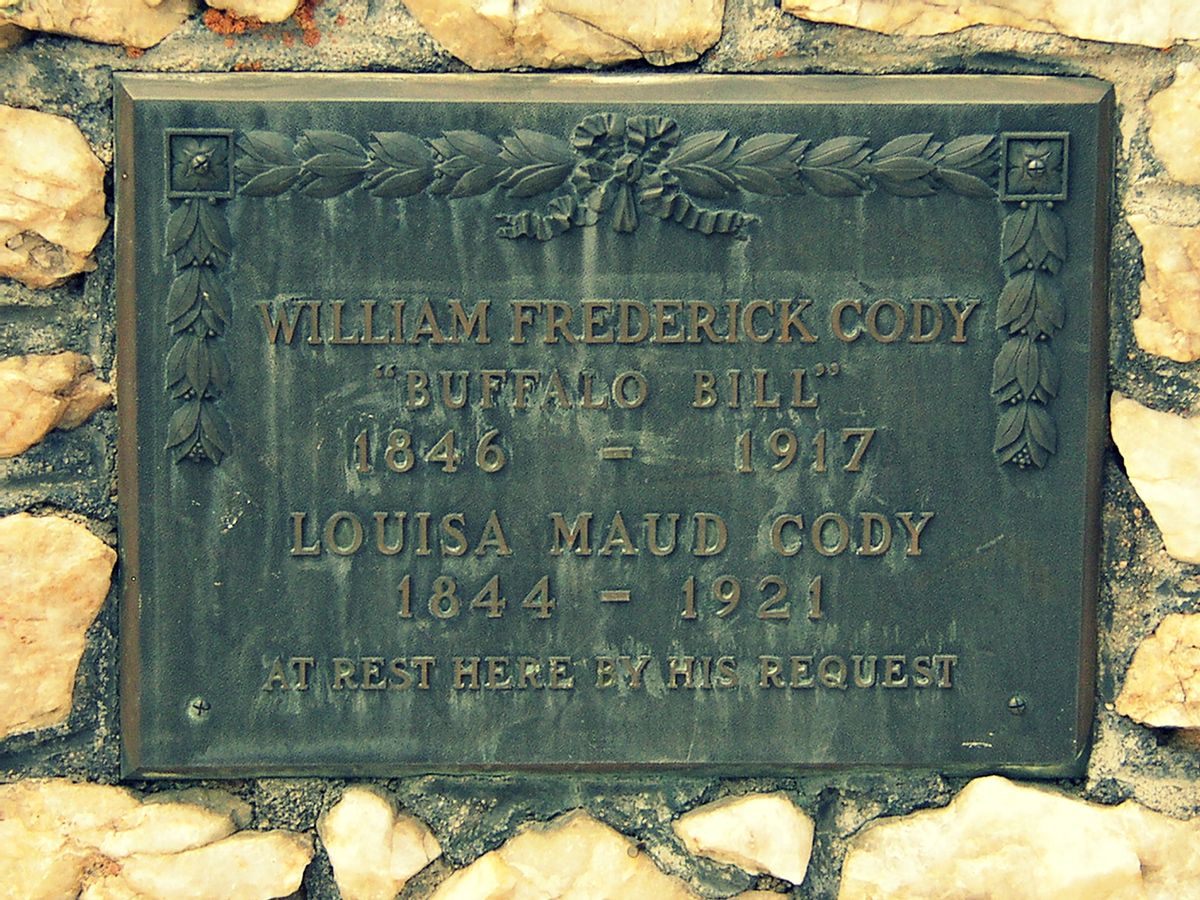 WILLIAM FREDERICK CODY
"BUFFALO BILL"
1846 - 1917
LOUISA MAUD CODY
1844 - 1921
AT REST HERE BY HIS REQUEST